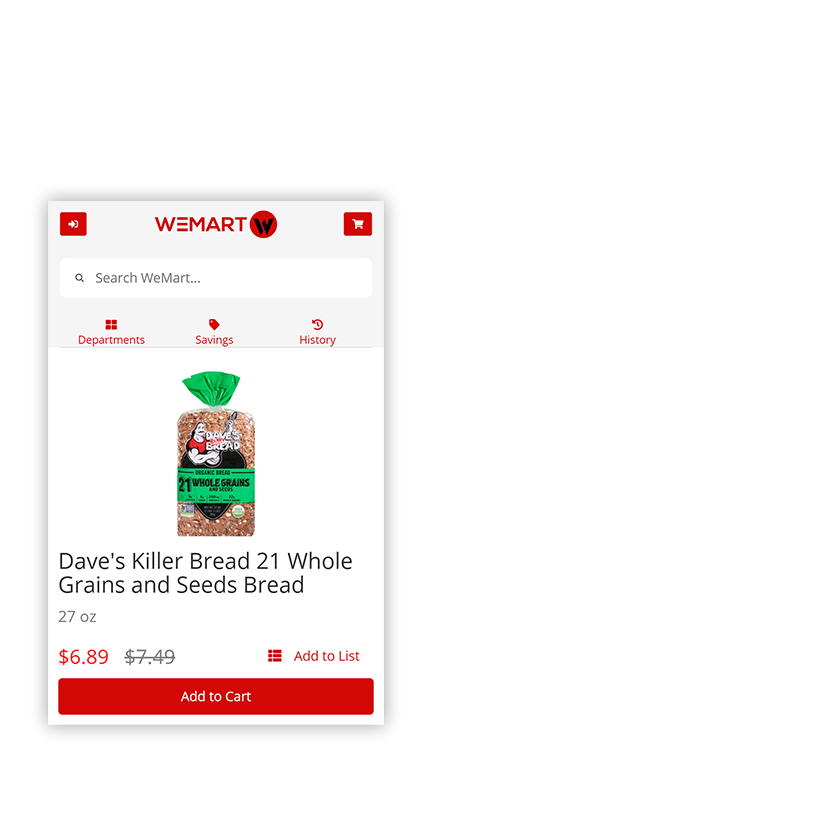 WEMART W
Search WeMart...
Departments Savings History
DAVE'S
BREAD
ORGANIC BREAD
21 WHOLE GRAINS
AND SEEDS
Dave's Killer Bread 21 Whole
Grains and Seeds Bread
27 oz
$6.89 $7.49 Add to List
Add to Cart